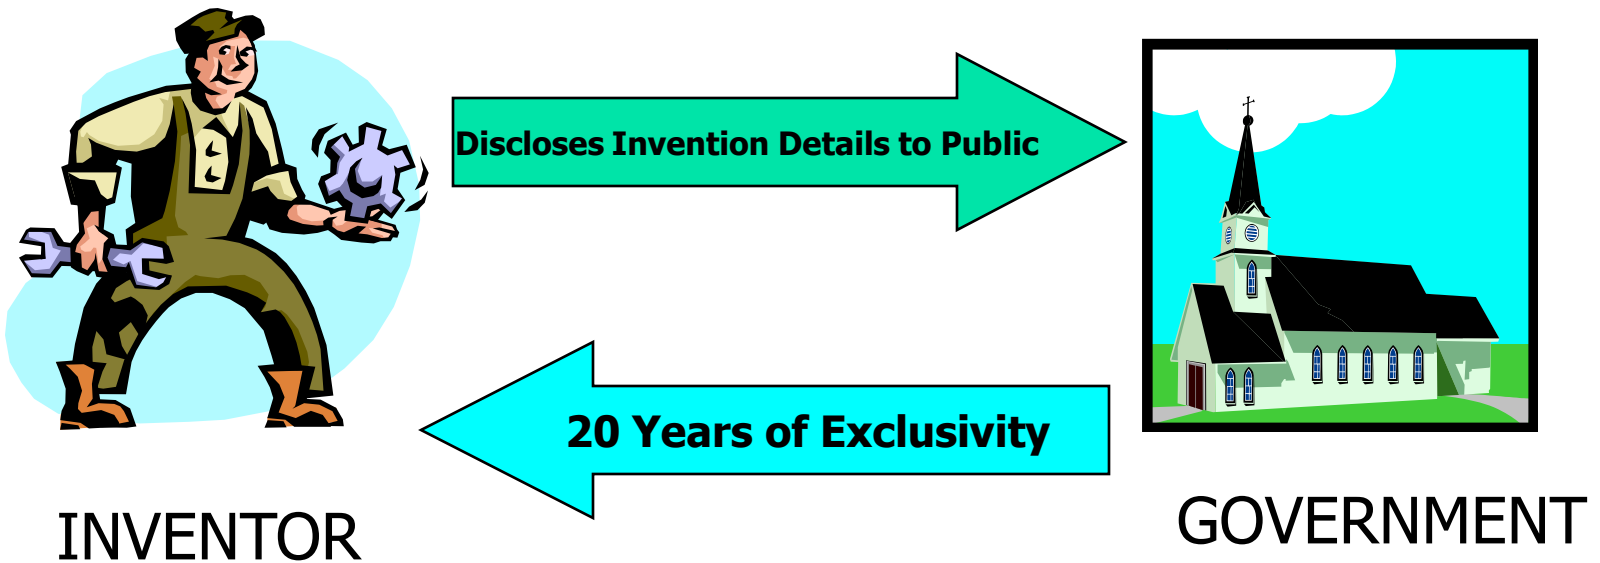 Discloses Invention Details to Public
20 Years of Exclusivity
INVENTOR
GOVERNMENT